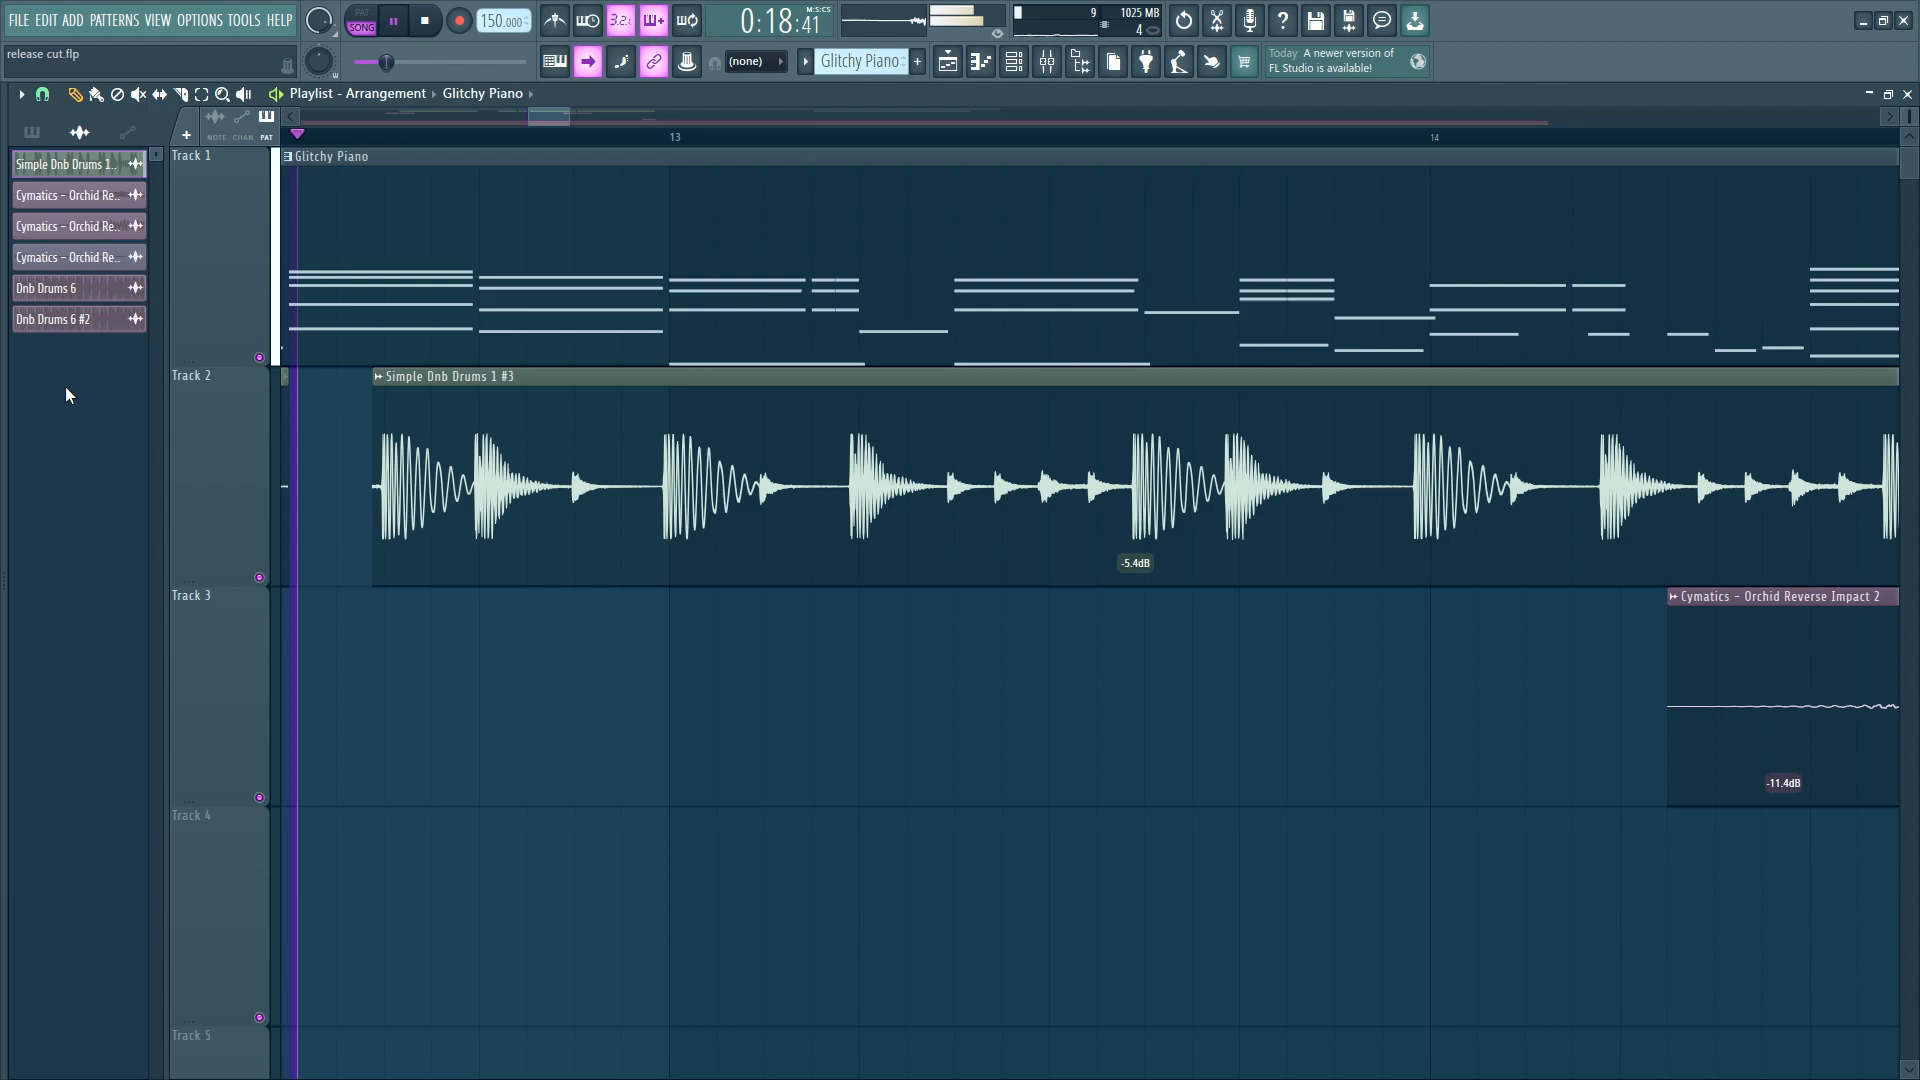 FILE EDIT ADD PATTERNS VIEW OPTIONS TOOLS HELP
PAT
SONG
150.000
3.2.
0:18:41
M:S:CS
9
1025 MB
4
release cut.flp
(none)
Glitchy Piano
+
Today A newer version of
FL Studio is available!
Playlist - Arrangement
Glitchy Piano
NOTE CHAN PAT
13
14
Simple Dnb Drums 1..
Cymatics – Orchid Re..
Cymatics – Orchid Re..
Cymatics – Orchid Re..
Dnb Drums 6
Dnb Drums 6 #2
Track 1
Glitchy Piano
Track 2
Simple Dnb Drums 1 #3
-5.4dB
Track 3
Cymatics – Orchid Reverse Impact 2
-11.4dB
Track 4
Track 5